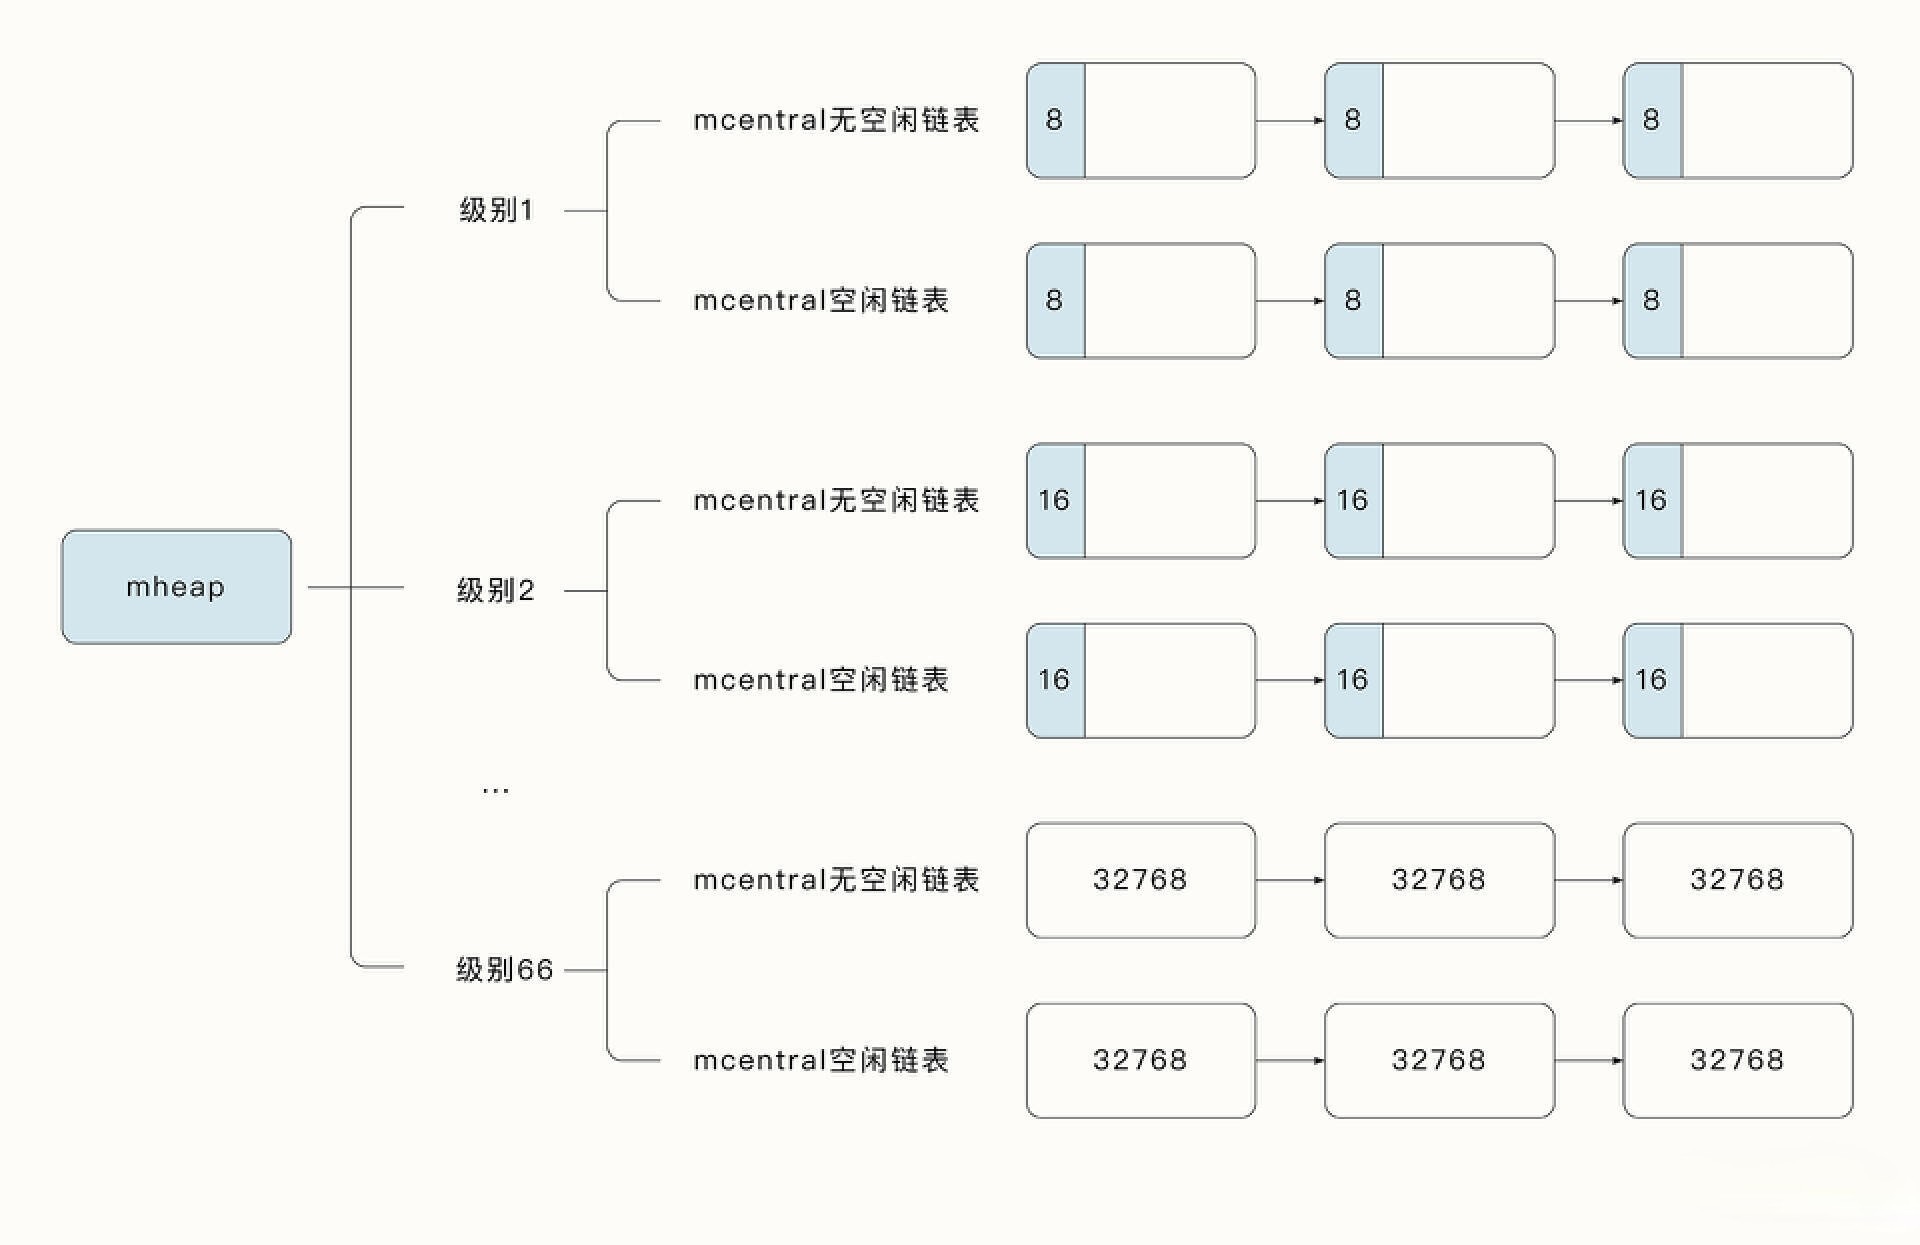 mcentral无空闲链表 8 8 8
级别1
mcentral空闲链表 8 8 8
mcentral无空闲链表 16 16 16
mheap
级别2
mcentral空闲链表 16 16 16
...
mcentral无空闲链表 32768 32768 32768
级别66
mcentral空闲链表 32768 32768 32768